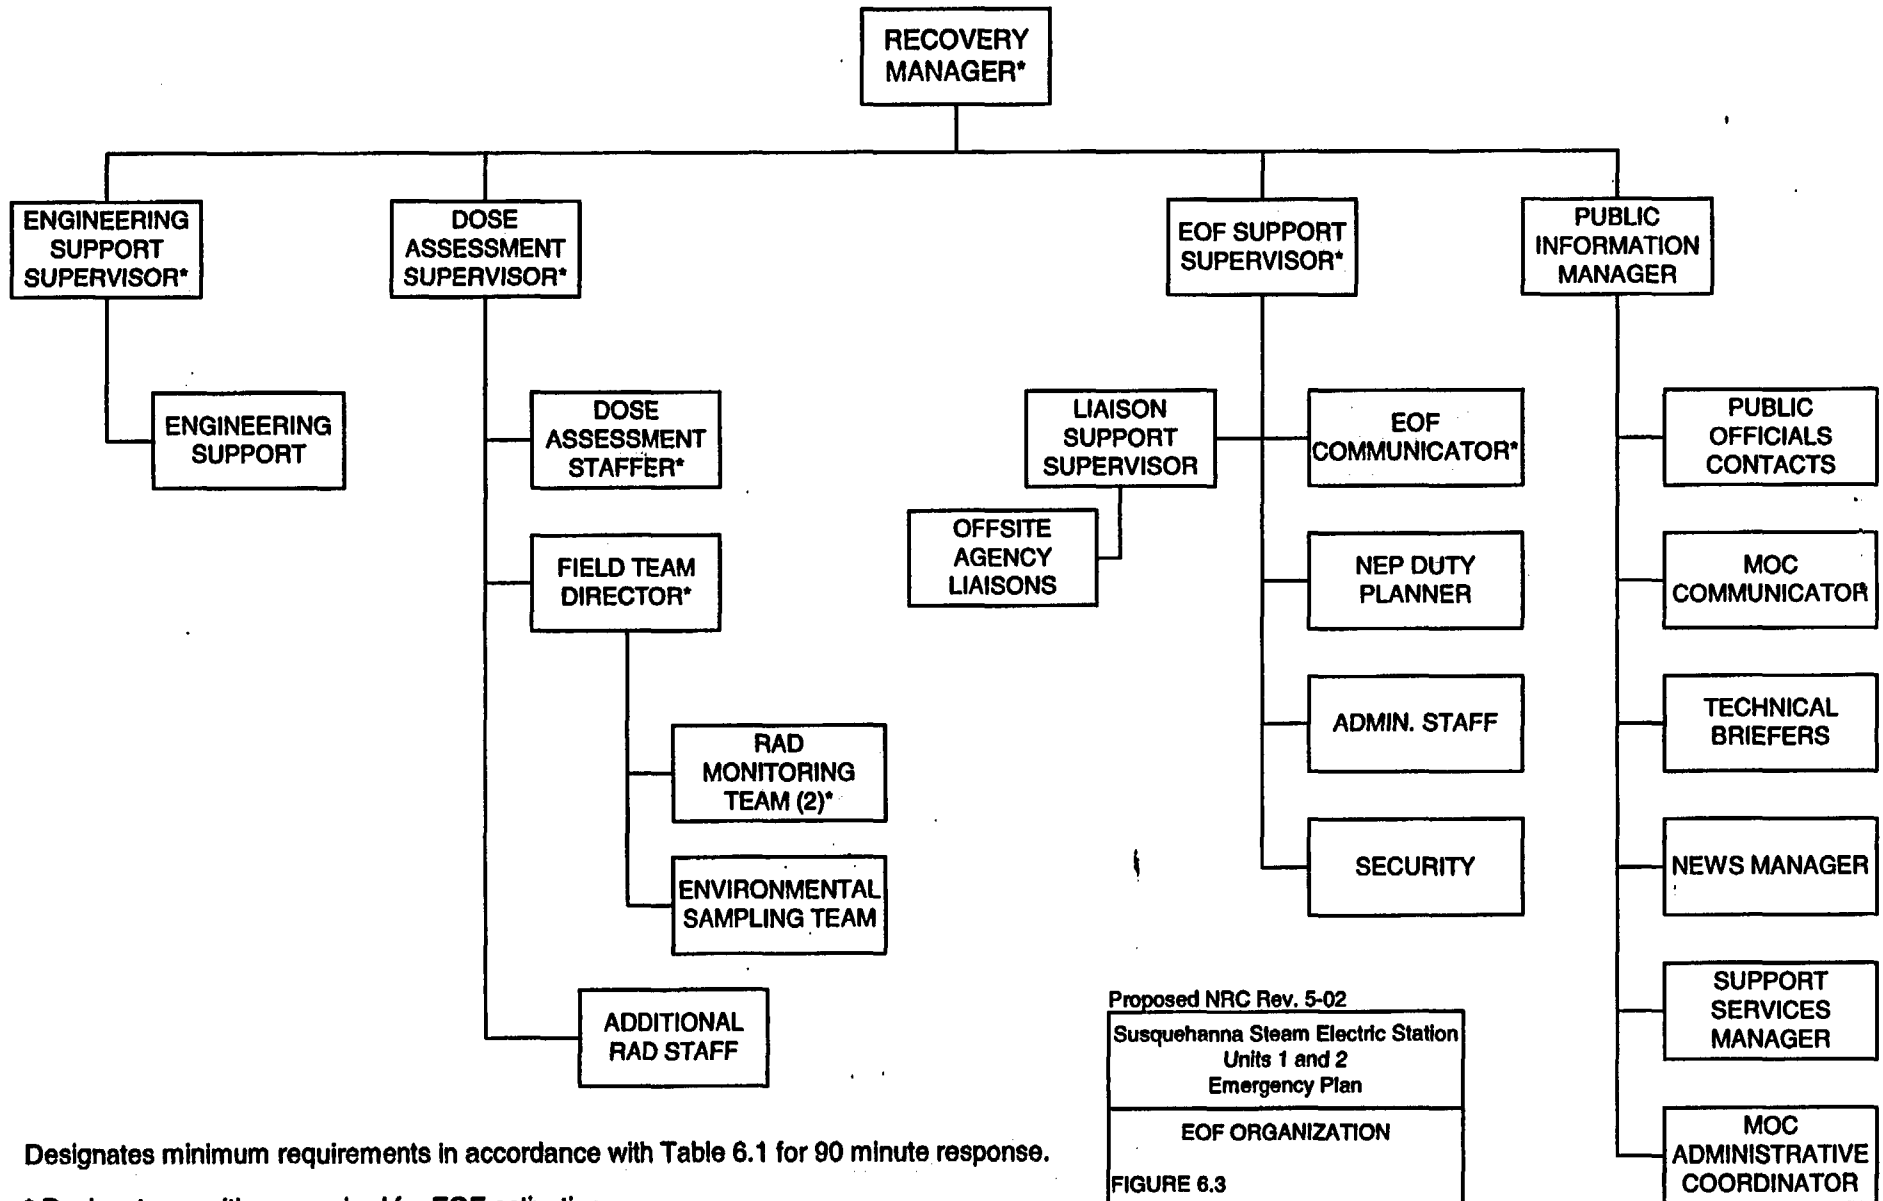 RECOVERY
MANAGER*
ENGINEERING
SUPPORT
SUPERVISOR*
DOSE
ASSESSMENT
SUPERVISOR*
EOF SUPPORT
SUPERVISOR*
PUBLIC
INFORMATION
MANAGER
ENGINEERING
SUPPORT
DOSE
ASSESSMENT
STAFFER*
FIELD TEAM
DIRECTOR*
RAD
MONITORING
TEAM (2)*
ENVIRONMENTAL
SAMPLING TEAM
ADDITIONAL
RAD STAFF
LIAISON
SUPPORT
SUPERVISOR
OFFSITE
AGENCY
LIAISONS
EOF
COMMUNICATOR*
NEP DUTY
PLANNER
ADMIN. STAFF
SECURITY
PUBLIC
OFFICIALS
CONTACTS
MOC
COMMUNICATOR*
TECHNICAL
BRIEFERS
NEWS MANAGER
SUPPORT
SERVICES
MANAGER
MOC
ADMINISTRATIVE
COORDINATOR
Proposed NRC Rev. 5-02
Susquehanna Steam Electric Station
Units 1 and 2
Emergency Plan
EOF ORGANIZATION
FIGURE 6.3
Designates minimum requirements in accordance with Table 6.1 for 90 minute response.